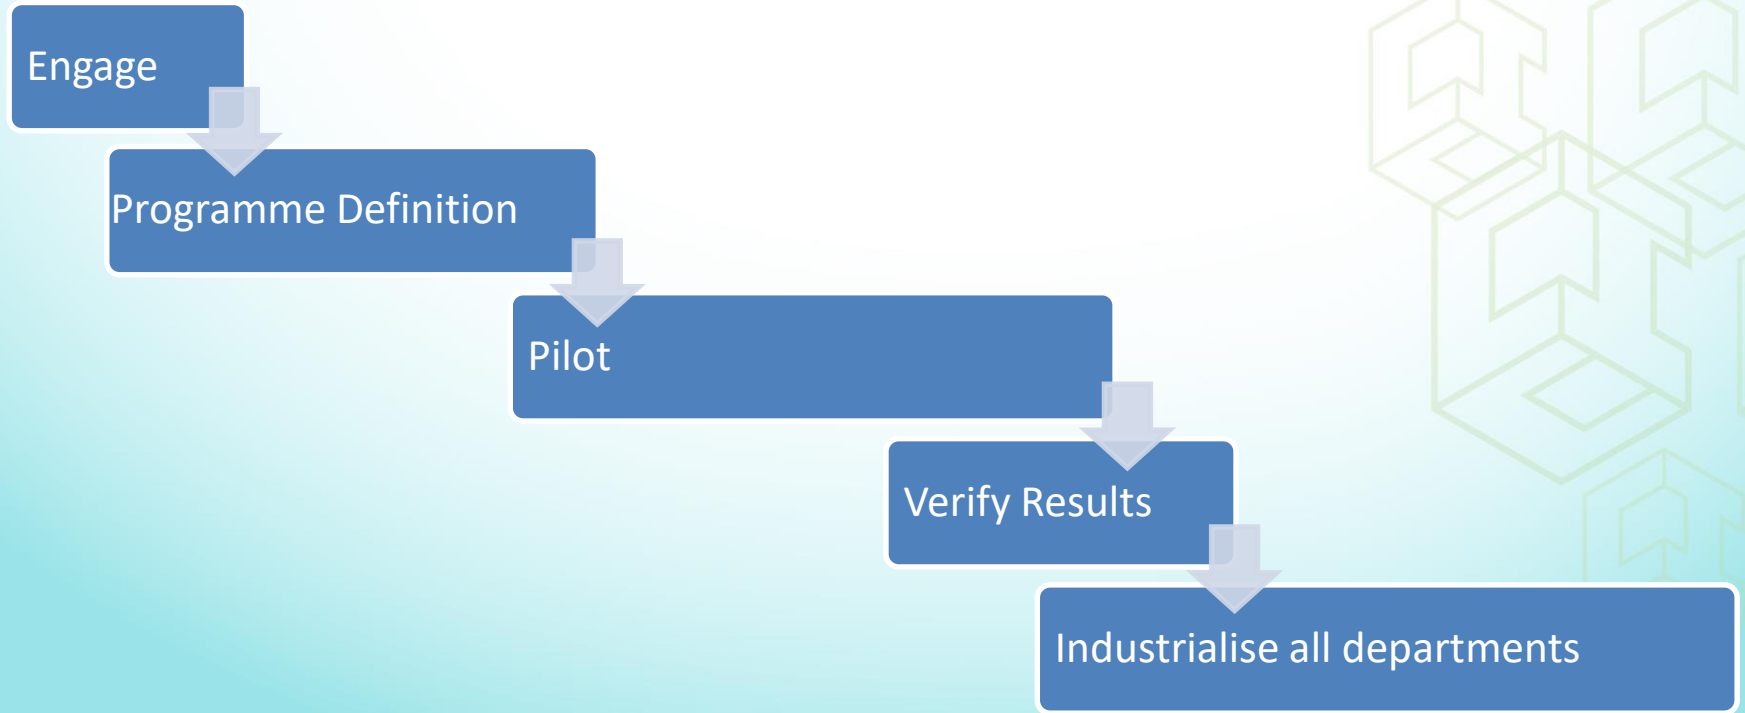 Engage
Programme Definition
Pilot
Verify Results
Industrialise all departments